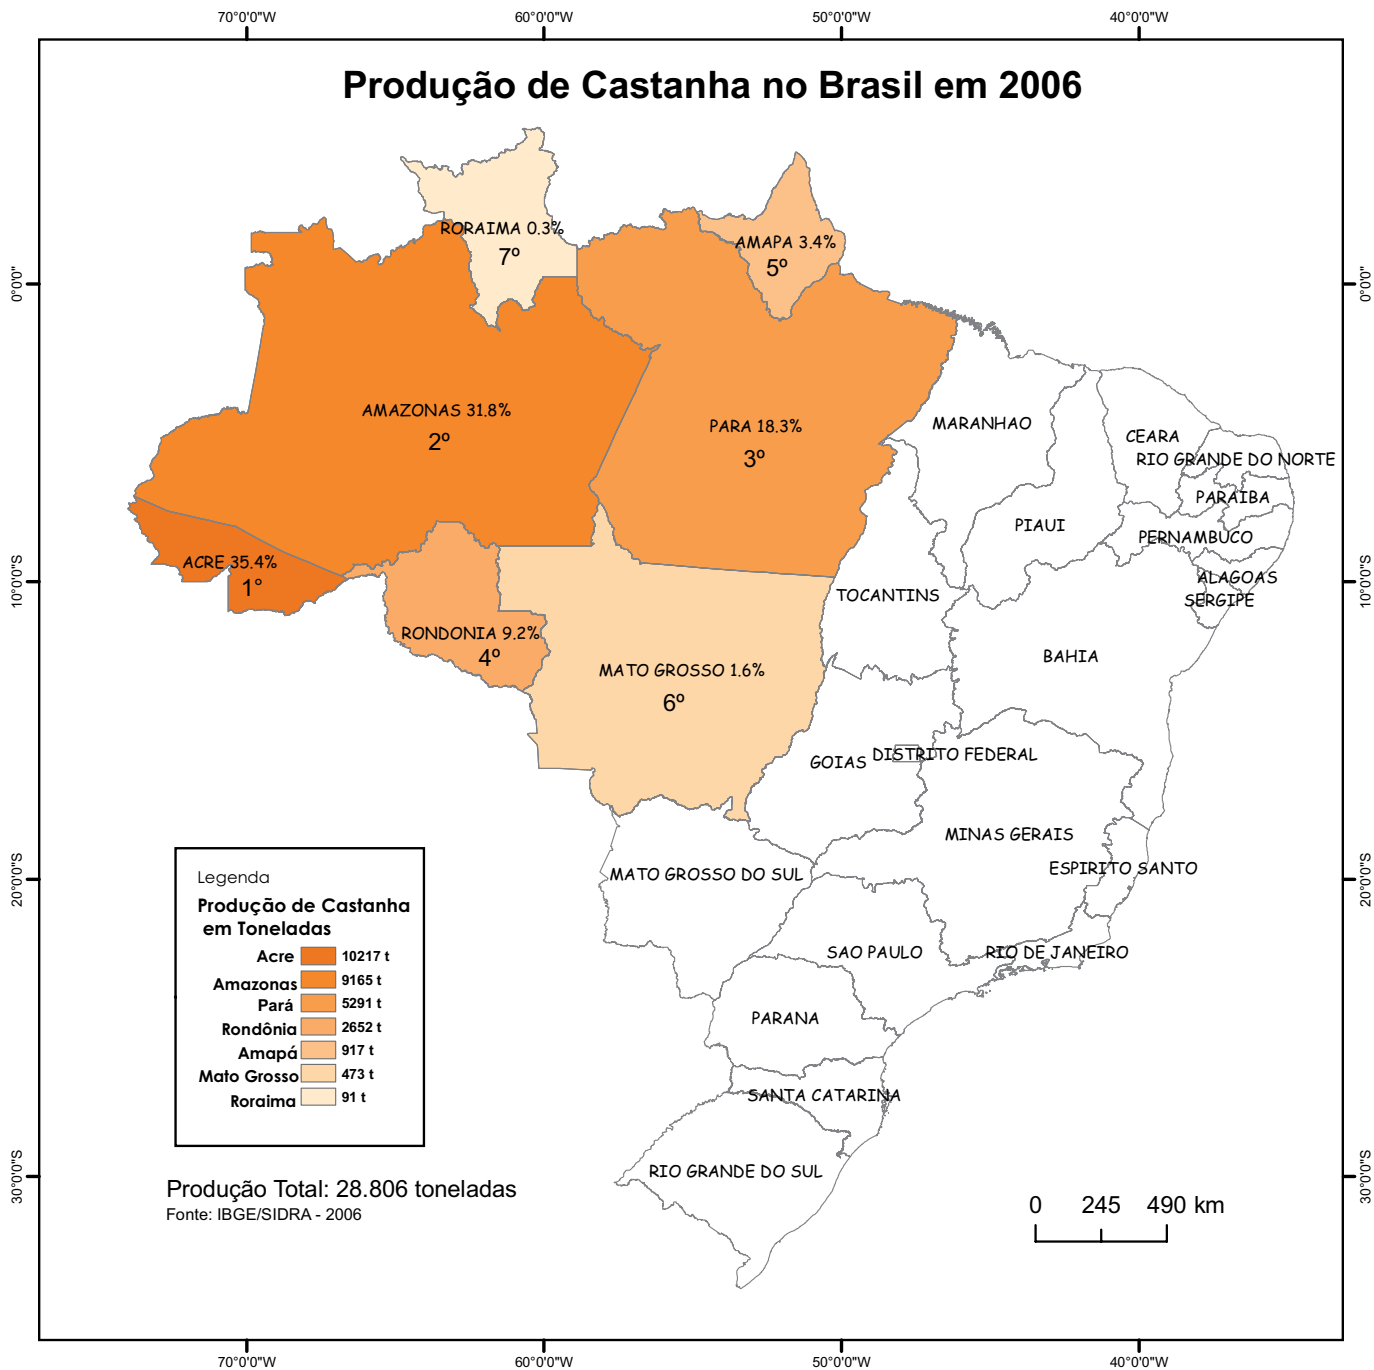 70°0'0"W 60°0'0"W 50°0'0"W 40°0'0"W
Produção de Castanha no Brasil em 2006
RORAIMA 0.3%
7º
AMAPA 3.4%
5º
0°0'0" 0°0'0"
AMAZONAS 31.8%
2º
PARA 18.3%
3º
MARANHAO
CEARA
RIO GRANDE DO NORTE
PARAIBA
PIAUI
PERNAMBUCO
ACRE 35.4%
1°
ALAGOAS
SERGIPE
10°0'0"S 10°0'0"S
TOCANTINS
RONDONIA 9.2%
4º
BAHIA
MATO GROSSO 1.6%
6º
GOIAS
DISTRITO FEDERAL
MINAS GERAIS
ESPIRITO SANTO
MATO GROSSO DO SUL
20°0'0"S 20°0'0"S
SAO PAULO
RIO DE JANEIRO
PARANA
SANTA CATARINA
RIO GRANDE DO SUL
30°0'0"S 30°0'0"S
Legenda
Produção de Castanha
em Toneladas
Acre 10217 t
Amazonas 9165 t
Pará 5291 t
Rondônia 2652 t
Amapá 917 t
Mato Grosso 473 t
Roraima 91 t
Produção Total: 28.806 toneladas
Fonte: IBGE/SIDRA - 2006
0 245 490 km
70°0'0"W 60°0'0"W 50°0'0"W 40°0'0"W